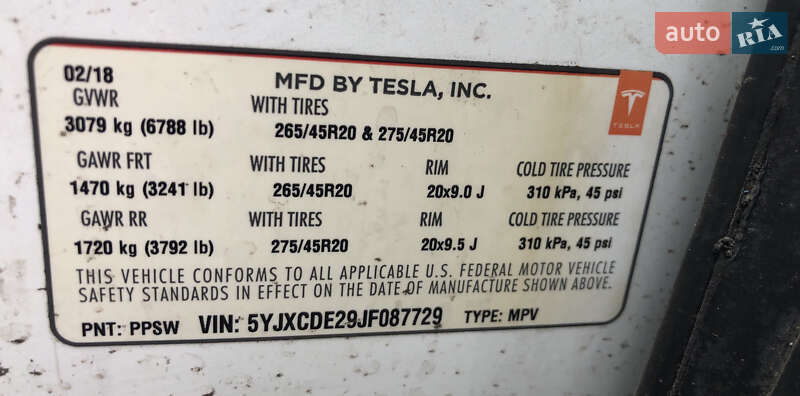 auto RIA.com
02/18 MFD BY TESLA, INC.
GVWR WITH TIRES
3079 kg (6788 lb) 265/45R20 & 275/45R20
TESLA
GAWR FRT WITH TIRES RIM COLD TIRE PRESSURE
1470 kg (3241 lb) 265/45R20 20x9.0 J 310 kPa, 45 psi
GAWR RR WITH TIRES RIM COLD TIRE PRESSURE
1720 kg (3792 lb) 275/45R20 20x9.5 J 310 kPa, 45 psi
THIS VEHICLE CONFORMS TO ALL APPLICABLE U.S. FEDERAL MOTOR VEHICLE
SAFETY STANDARDS IN EFFECT ON THE DATE OF MANUFACTURE SHOWN ABOVE.
PNT: PPSW VIN: 5YJXCDE29JF087729 TYPE: MPV